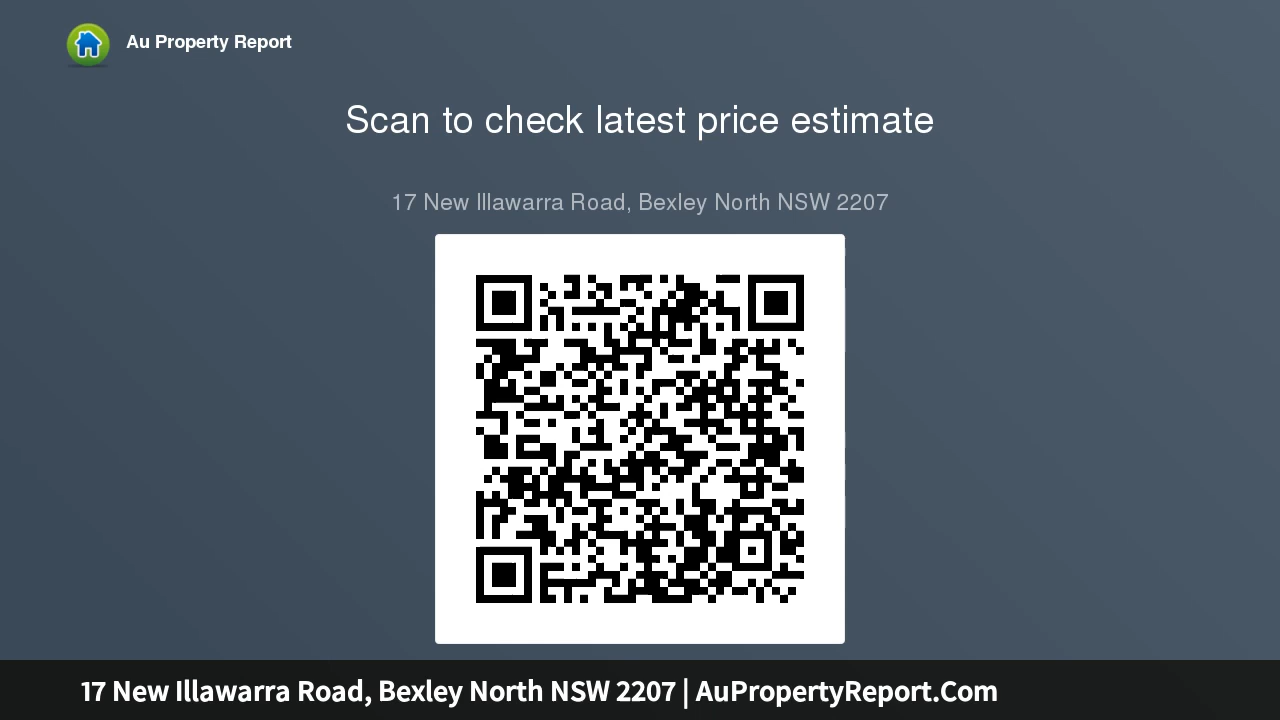 Au Property Report
Scan to check latest price estimate
17 New Illawarra Road, Bexley North NSW 2207
17 New Illawarra Road, Bexley North NSW 2207 | AuPropertyReport.Com